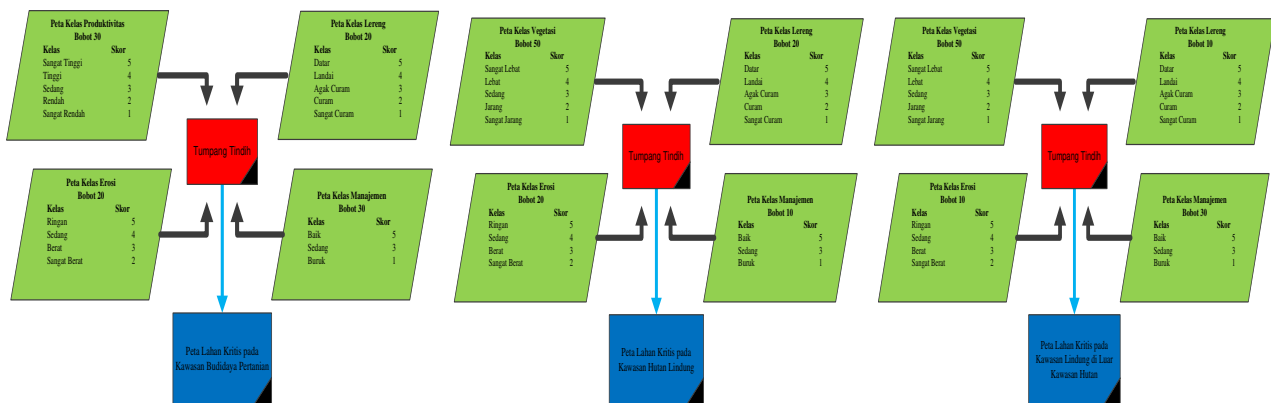 Peta Kelas Produktivitas
Bobot 30
Kelas Skor
Sangat Tinggi 5
Tinggi 4
Sedang 3
Rendah 2
Sangat Rendah 1
Peta Kelas Lereng
Bobot 20
Kelas Skor
Datar 5
Landai 4
Agak Curam 3
Curam 2
Sangat Curam 1
Tumpang Tindih
Peta Kelas Erosi
Bobot 20
Kelas Skor
Ringan 5
Sedang 4
Berat 3
Sangat Berat 2
Peta Kelas Manajemen
Bobot 30
Kelas Skor
Baik 5
Sedang 3
Buruk 1
Peta Lahan Kritis pada
Kawasan Budidaya Pertanian
Peta Kelas Vegetasi
Bobot 50
Kelas Skor
Sangat Lebat 5
Lebat 4
Sedang 3
Jarang 2
Sangat Jarang 1
Peta Kelas Lereng
Bobot 20
Kelas Skor
Datar 5
Landai 4
Agak Curam 3
Curam 2
Sangat Curam 1
Tumpang Tindih
Peta Kelas Erosi
Bobot 20
Kelas Skor
Ringan 5
Sedang 4
Berat 3
Sangat Berat 2
Peta Kelas Manajemen
Bobot 10
Kelas Skor
Baik 5
Sedang 3
Buruk 1
Peta Lahan Kritis pada
Kawasan Hutan Lindung
Peta Kelas Vegetasi
Bobot 50
Kelas Skor
Sangat Lebat 5
Lebat 4
Sedang 3
Jarang 2
Sangat Jarang 1
Peta Kelas Lereng
Bobot 10
Kelas Skor
Datar 5
Landai 4
Agak Curam 3
Curam 2
Sangat Curam 1
Tumpang Tindih
Peta Kelas Erosi
Bobot 10
Kelas Skor
Ringan 5
Sedang 4
Berat 3
Sangat Berat 2
Peta Kelas Manajemen
Bobot 30
Kelas Skor
Baik 5
Sedang 3
Buruk 1
Peta Lahan Kritis pada
Kawasan Lindung di Luar
Kawasan Hutan